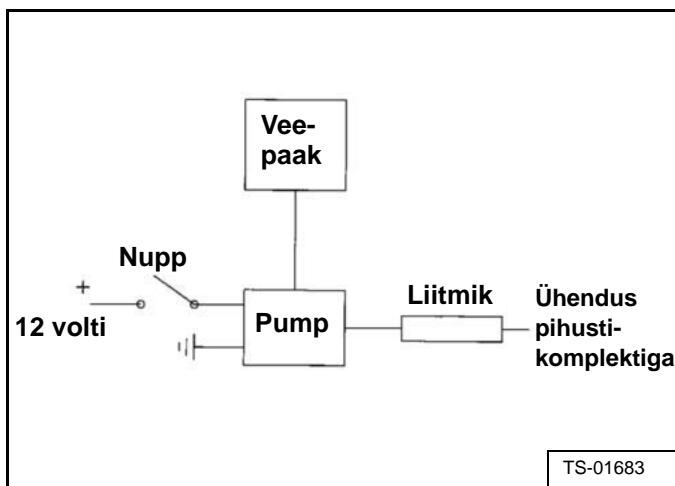 Vee-
paak
Nupp
+
12 volti
Pump
Liitmik
Ühendus
pihusti-
komplektiga
TS-01683